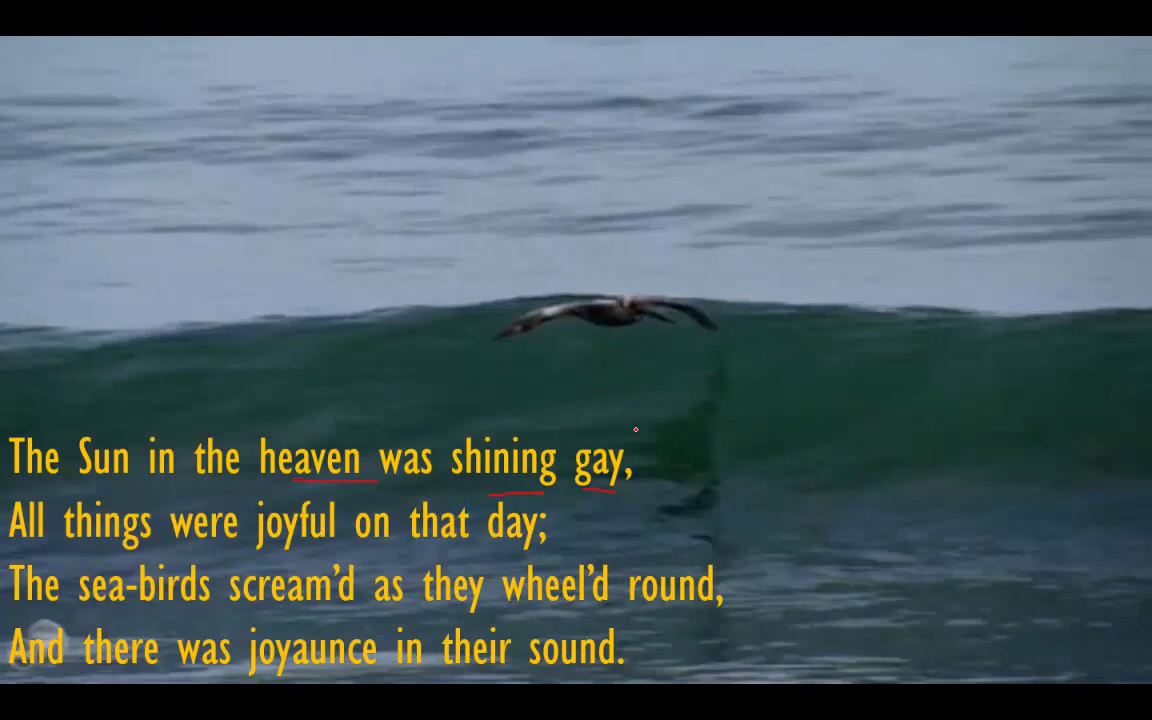 The Sun in the heaven was shining gay,
All things were joyful on that day;
The sea-birds scream’d as they wheel’d round,
And there was joyaunce in their sound.